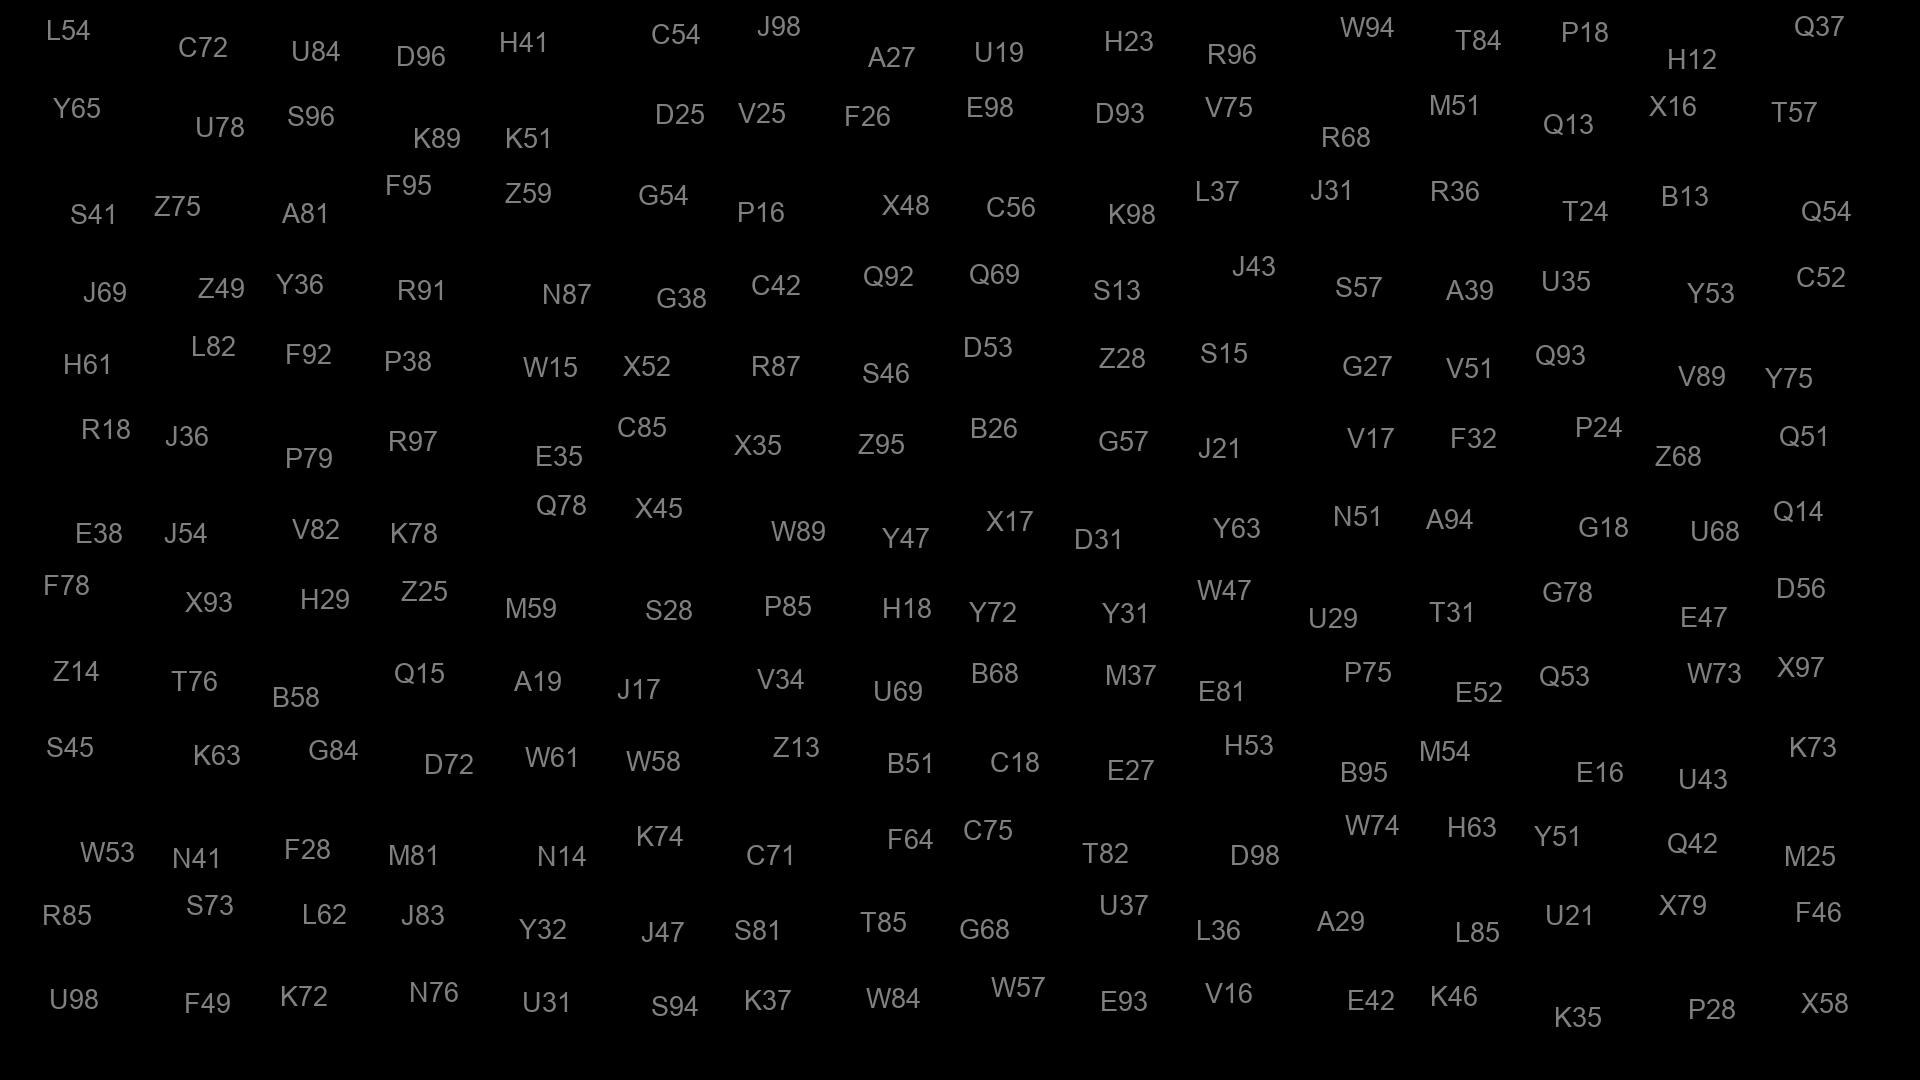 L54 C72 U84 D96 H41 C54 J98 A27 U19 H23 R96 W94 T84 P18 H12 Q37
Y65 U78 S96 K89 K51 D25 V25 F26 E98 D93 V75 R68 M51 Q13 X16 T57
S41 Z75 A81 F95 Z59 G54 P16 X48 C56 K98 L37 J31 R36 T24 B13 Q54
J69 Z49 Y36 R91 N87 G38 C42 Q92 Q69 S13 J43 S57 A39 U35 Y53 C52
H61 L82 F92 P38 W15 X52 R87 S46 D53 Z28 S15 G27 V51 Q93 V89 Y75
R18 J36 P79 R97 E35 C85 X35 Z95 B26 G57 J21 V17 F32 P24 Z68 Q51
E38 J54 V82 K78 Q78 X45 W89 Y47 X17 D31 Y63 N51 A94 G18 U68 Q14
F78 X93 H29 Z25 M59 S28 P85 H18 Y72 Y31 W47 U29 T31 G78 E47 D56
Z14 T76 B58 Q15 A19 J17 V34 U69 B68 M37 E81 P75 E52 Q53 W73 X97
S45 K63 G84 D72 W61 W58 Z13 B51 C18 E27 H53 B95 M54 E16 U43 K73
W53 N41 F28 M81 N14 K74 C71 F64 C75 T82 D98 W74 H63 Y51 Q42 M25
R85 S73 L62 J83 Y32 J47 S81 T85 G68 U37 L36 A29 L85 U21 X79 F46
U98 F49 K72 N76 U31 S94 K37 W84 W57 E93 V16 E42 K46 K35 P28 X58